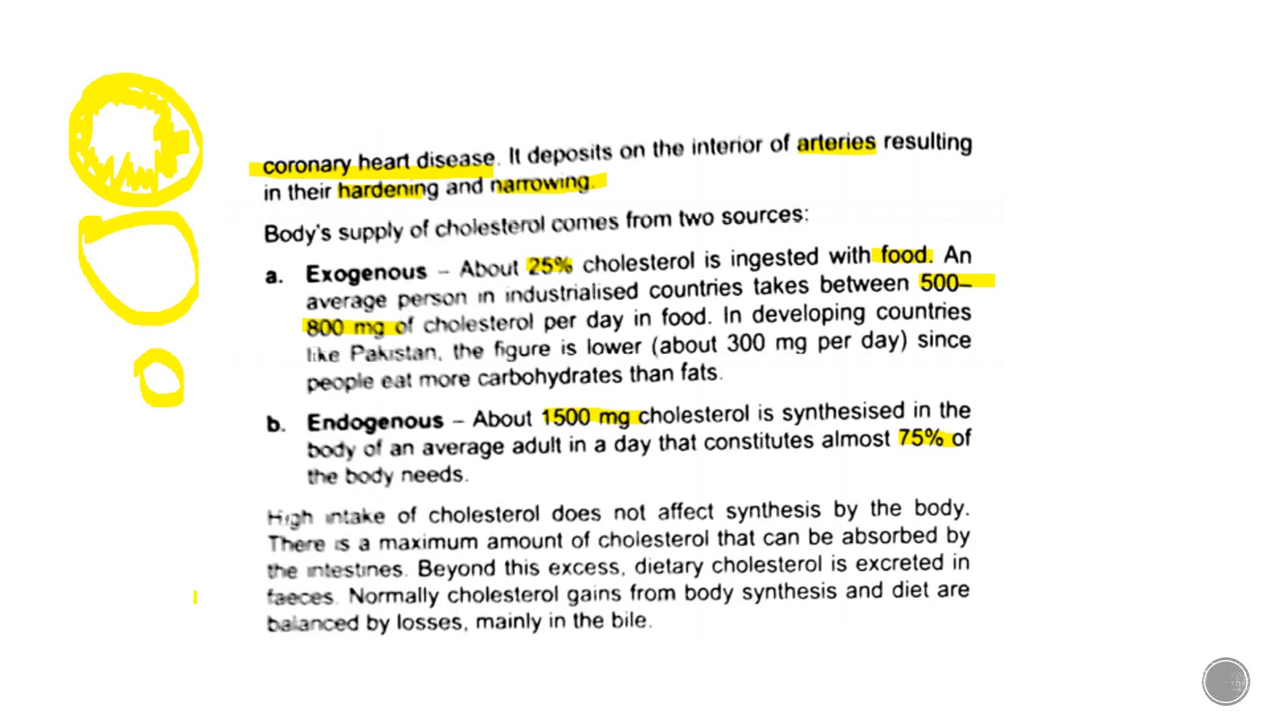 coronary heart disease. It deposits on the interior of arteries resulting
in their hardening and narrowing.
Body's supply of cholesterol comes from two sources:
a. Exogenous – About 25% cholesterol is ingested with food. An
average person in industrialised countries takes between 500–
800 mg of cholesterol per day in food. In developing countries
like Pakistan, the figure is lower (about 300 mg per day) since
people eat more carbohydrates than fats.
b. Endogenous – About 1500 mg cholesterol is synthesised in the
body of an average adult in a day that constitutes almost 75% of
the body needs.
High intake of cholesterol does not affect synthesis by the body.
There is a maximum amount of cholesterol that can be absorbed by
the intestines. Beyond this excess, dietary cholesterol is excreted in
faeces. Normally cholesterol gains from body synthesis and diet are
balanced by losses, mainly in the bile.